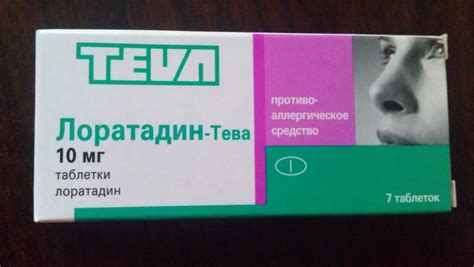 TEVA
Лоратадин-Тева
10 мг
таблетки
лоратадин
противо-
аллергическое
средство
7 таблеток